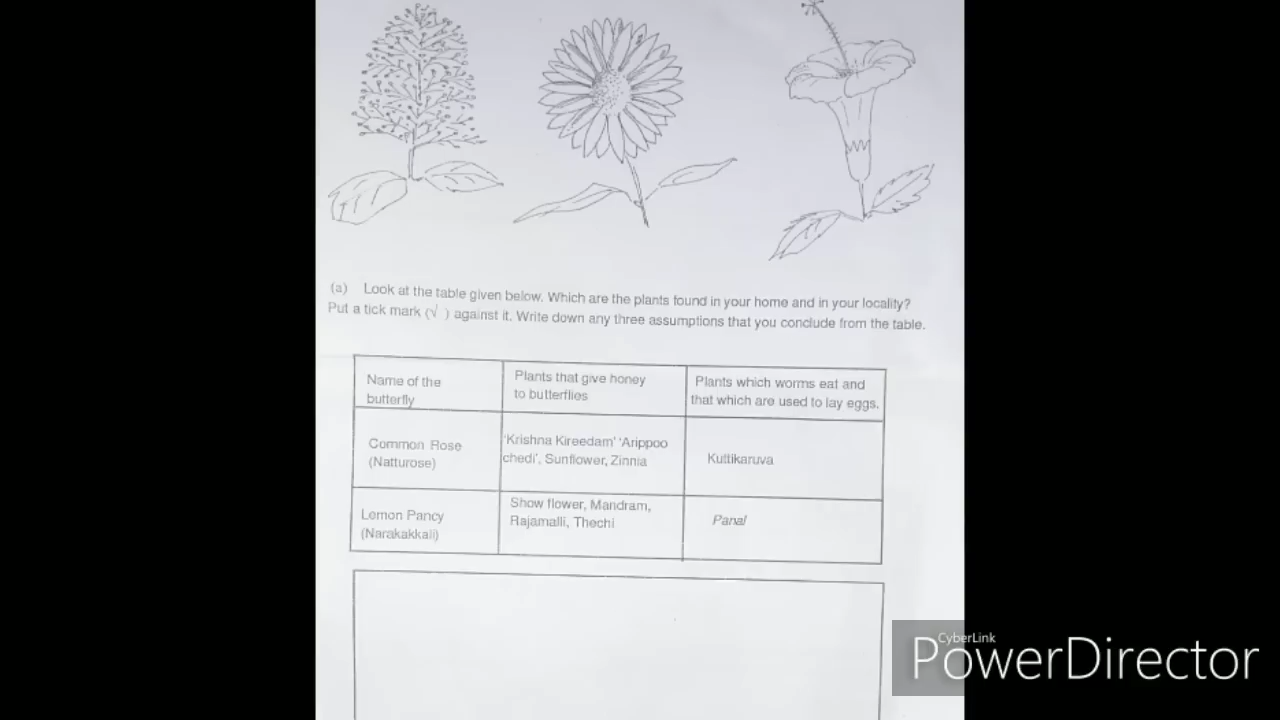 (a) Look at the table given below. Which are the plants found in your home and in your locality?
Put a tick mark (√ ) against it. Write down any three assumptions that you conclude from the table.
Name of the
butterfly
Plants that give honey
to butterflies
Plants which worms eat and
that which are used to lay eggs.
Common Rose
(Natturose)
'Krishna Kireedam' 'Arippoo
chedi', Sunflower, Zinnia
Kuttikaruva
Lemon Pancy
(Narakakkali)
Show flower, Mandram,
Rajamalli, Thechi
Panal
CyberLink
PowerDirector